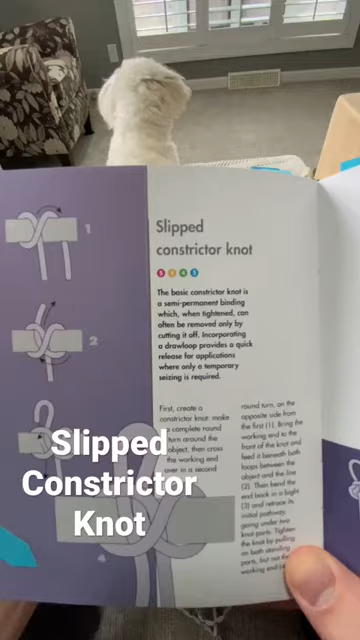 Slipped
constrictor knot
The basic constrictor knot is
a semi-permanent binding
which, when tightened, can
often be removed only by
cutting it off. Incorporating
a drawloop provides a quick
release for applications
where only a temporary
seizing is required.
First, create a
constrictor knot: make
a complete round
turn around the
object, then cross
the working end
over in a second
round turn, on the
opposite side from
the first (1). Bring the
working end to the
front of the knot and
feed it beneath both
loops between the
object and the line
(2). Then bend the
end back in a bight
(3) and retrace its
initial pathway,
going under two
knot parts. Tighten
the knot by pulling
on both standing
parts, but not the
working end
1
2
4
Slipped
Constrictor
Knot